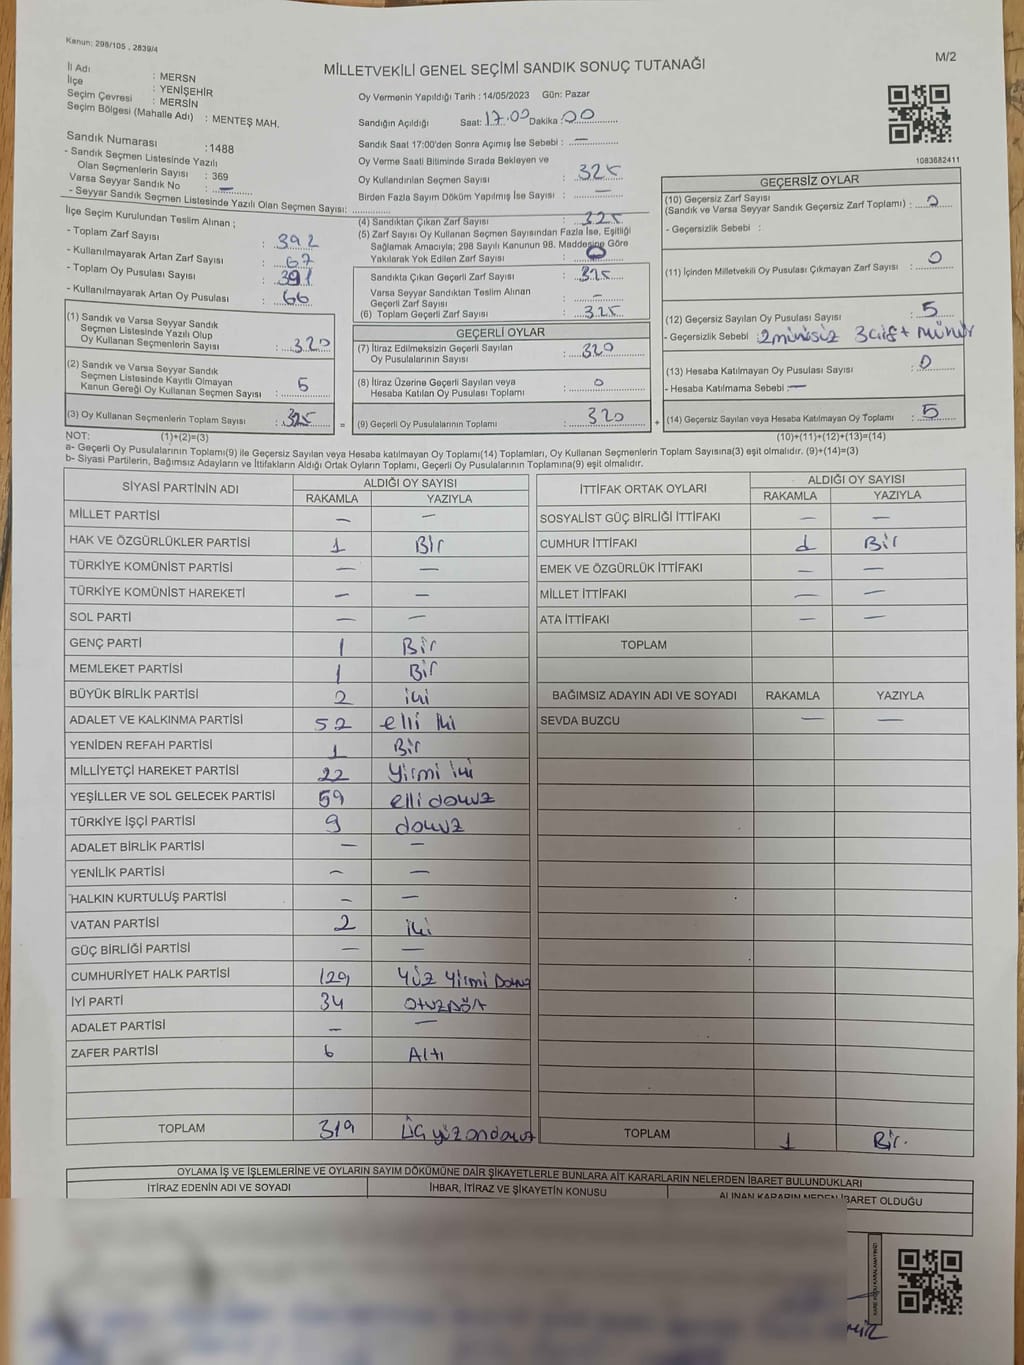 Kanun: 298/105 , 2839/4
M/2
MİLLETVEKİLİ GENEL SEÇİMİ SANDIK SONUÇ TUTANAĞI
İl Adı : MERSN
İlçe : YENİŞEHİR
Seçim Çevresi : MERSİN
Seçim Bölgesi (Mahalle Adı) : MENTEŞ MAH.
Sandık Numarası : 1488
- Sandık Seçmen Listesinde Yazılı
Olan Seçmenlerin Sayısı : 369
Varsa Seyyar Sandık No : —
- Seyyar Sandık Seçmen Listesinde Yazılı Olan Seçmen Sayısı:
İlçe Seçim Kurulundan Teslim Alınan ;
- Toplam Zarf Sayısı : 392
- Kullanılmayarak Artan Zarf Sayısı : 67
- Toplam Oy Pusulası Sayısı : 391
- Kullanılmayarak Artan Oy Pusulası : 66
(1) Sandık ve Varsa Seyyar Sandık
Seçmen Listesinde Yazılı Olup
Oy Kullanan Seçmenlerin Sayısı : 320
(2) Sandık ve Varsa Seyyar Sandık
Seçmen Listesinde Kayıtlı Olmayan
Kanun Gereği Oy Kullanan Seçmen Sayısı : 5
(3) Oy Kullanan Seçmenlerin Toplam Sayısı : 325
Oy Vermenin Yapıldığı Tarih : 14/05/2023 Gün: Pazar
Sandığın Açıldığı Saat: 17.00 Dakika : 00
Sandık Saat 17:00'den Sonra Açımış İse Sebebi : —
Oy Verme Saati Bitiminde Sırada Bekleyen ve
Oy Kullandırılan Seçmen Sayısı : 325
Birden Fazla Sayım Döküm Yapılmış İse Sayısı : —
(4) Sandıktan Çıkan Zarf Sayısı : 325
(5) Zarf Sayısı Oy Kullanan Seçmen Sayısından Fazla İse, Eşitliği
Sağlamak Amacıyla; 298 Sayılı Kanunun 98. Maddesine Göre
Yakılarak Yok Edilen Zarf Sayısı : 0
Sandıkta Çıkan Geçerli Zarf Sayısı : 325
Varsa Seyyar Sandıktan Teslim Alınan
Geçerli Zarf Sayısı : —
(6) Toplam Geçerli Zarf Sayısı : 325
GEÇERLİ OYLAR
(7) İtiraz Edilmeksizin Geçerli Sayılan
Oy Pusulalarının Sayısı : 320
(8) İtiraz Üzerine Geçerli Sayılan veya
Hesaba Katılan Oy Pusulası Toplamı : 0
= (9) Geçerli Oy Pusulalarının Toplamı : 320 +
1083682411
GEÇERSİZ OYLAR
(10) Geçersiz Zarf Sayısı
(Sandık ve Varsa Seyyar Sandık Geçersiz Zarf Toplamı) : 0
- Geçersizlik Sebebi :
(11) İçinden Milletvekili Oy Pusulası Çıkmayan Zarf Sayısı : 0
(12) Geçersiz Sayılan Oy Pusulası Sayısı : 5
- Geçersizlik Sebebi : 2 mühürsüz 3 çift mühür
(13) Hesaba Katılmayan Oy Pusulası Sayısı : 0
- Hesaba Katılmama Sebebi : —
(14) Geçersiz Sayılan veya Hesaba Katılmayan Oy Toplamı : 5
NOT: (1)+(2)=(3) (10)+(11)+(12)+(13)=(14)
a- Geçerli Oy Pusulalarının Toplamı(9) ile Geçersiz Sayılan veya Hesaba katılmayan Oy Toplamı(14) Toplamları, Oy Kullanan Seçmenlerin Toplam Sayısına(3) eşit olmalıdır. (9)+(14)=(3)
b- Siyasi Partilerin, Bağımsız Adayların ve İttifakların Aldığı Ortak Oyların Toplamı, Geçerli Oy Pusulalarının Toplamına(9) eşit olmalıdır.
SİYASİ PARTİNİN ADI ALDIĞI OY SAYISI
RAKAMLA YAZIYLA
MİLLET PARTİSİ — —
HAK VE ÖZGÜRLÜKLER PARTİSİ 1 Bir
TÜRKİYE KOMÜNİST PARTİSİ — —
TÜRKİYE KOMÜNİST HAREKETİ — —
SOL PARTİ — —
GENÇ PARTİ 1 Bir
MEMLEKET PARTİSİ 1 Bir
BÜYÜK BİRLİK PARTİSİ 2 iki
ADALET VE KALKINMA PARTİSİ 52 elli iki
YENİDEN REFAH PARTİSİ 1 Bir
MİLLİYETÇİ HAREKET PARTİSİ 22 Yirmi iki
YEŞİLLER VE SOL GELECEK PARTİSİ 59 elli dokuz
TÜRKİYE İŞÇİ PARTİSİ 9 dokuz
ADALET BİRLİK PARTİSİ — —
YENİLİK PARTİSİ — —
HALKIN KURTULUŞ PARTİSİ — —
VATAN PARTİSİ 2 iki
GÜÇ BİRLİĞİ PARTİSİ — —
CUMHURİYET HALK PARTİSİ 129 Yüz Yirmi Dokuz
İYİ PARTİ 34 Otuzdört
ADALET PARTİSİ — —
ZAFER PARTİSİ 6 Altı
TOPLAM 319 Üçyüz ondokuz
İTTİFAK ORTAK OYLARI ALDIĞI OY SAYISI
RAKAMLA YAZIYLA
SOSYALİST GÜÇ BİRLİĞİ İTTİFAKI — —
CUMHUR İTTİFAKI 1 Bir
EMEK VE ÖZGÜRLÜK İTTİFAKI — —
MİLLET İTTİFAKI — —
ATA İTTİFAKI — —
TOPLAM
BAĞIMSIZ ADAYIN ADI VE SOYADI RAKAMLA YAZIYLA
SEVDA BUZCU — —
TOPLAM 1 Bir.
OYLAMA İŞ VE İŞLEMLERİNE VE OYLARIN SAYIM DÖKÜMÜNE DAİR ŞİKAYETLERLE BUNLARA AİT KARARLARIN NELERDEN İBARET BULUNDUKLARI
İTİRAZ EDENİN ADI VE SOYADI İHBAR, İTİRAZ VE ŞİKAYETİN KONUSU ALINAN KARARIN NEDEN İBARET OLDUĞU